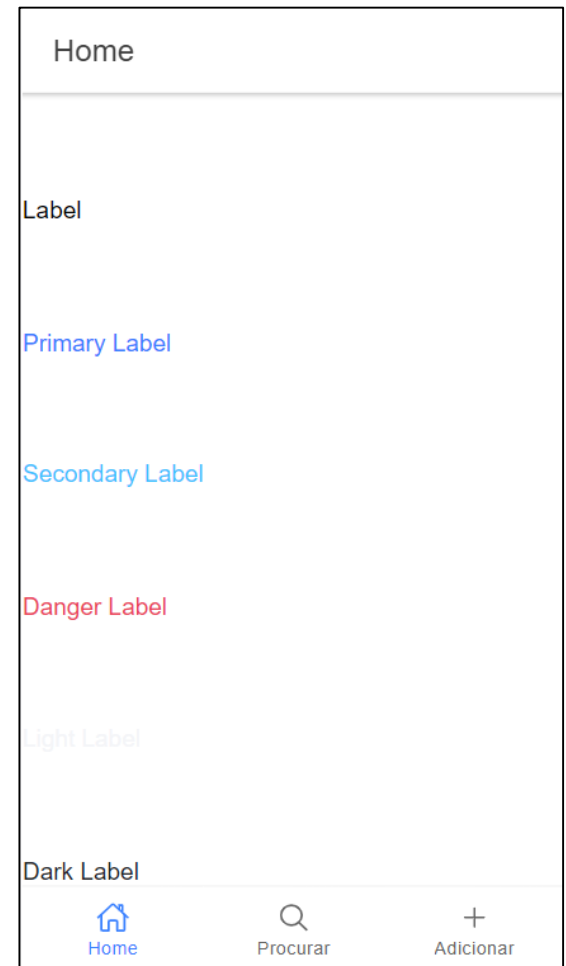 Home
Label
Primary Label
Secondary Label
Danger Label
Light Label
Dark Label
Home Procurar Adicionar